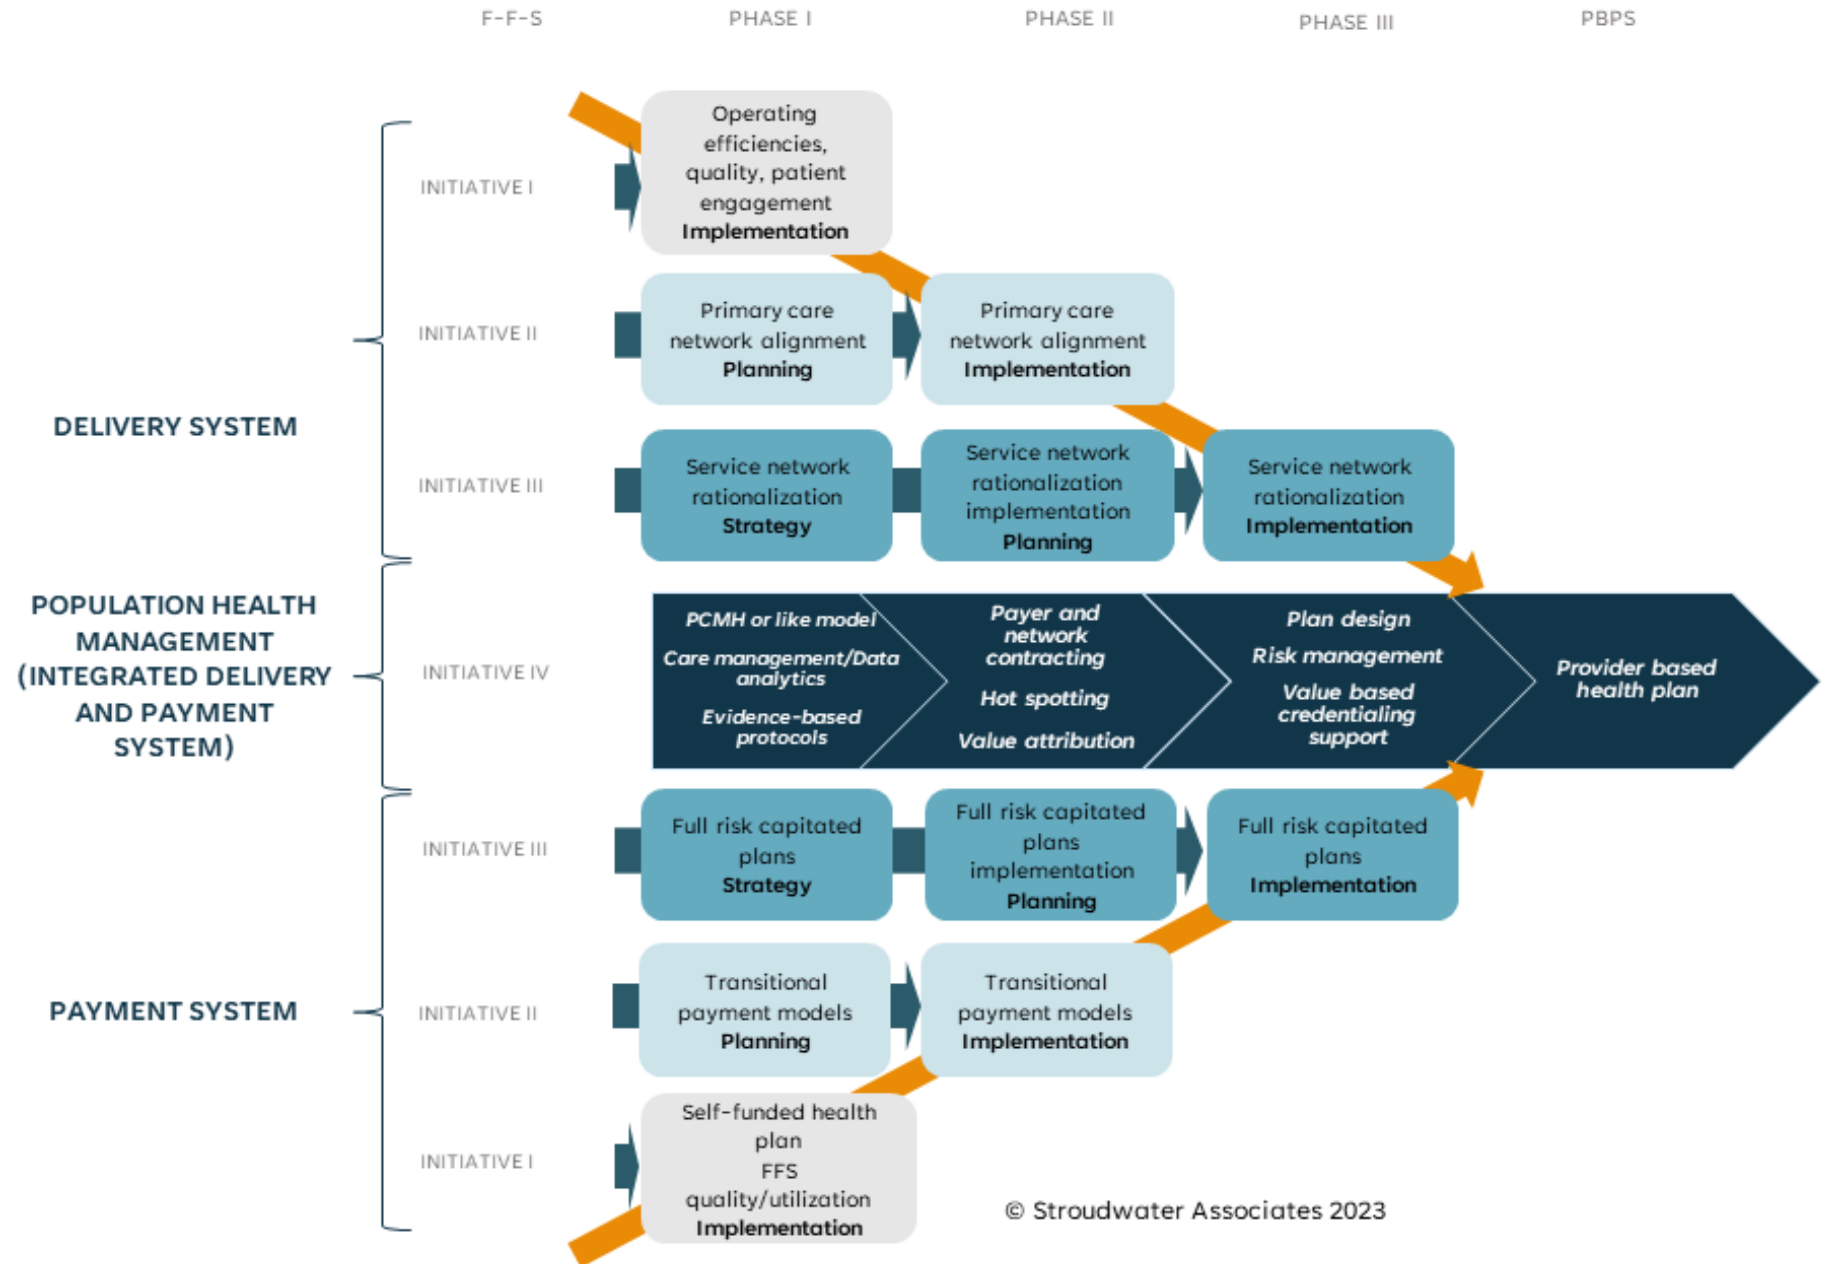 F-F-S
PHASE I
PHASE II
PHASE III
PBPS
DELIVERY SYSTEM
INITIATIVE I
Operating
efficiencies,
quality, patient
engagement
Implementation
INITIATIVE II
Primary care
network alignment
Planning
Primary care
network alignment
Implementation
INITIATIVE III
Service network
rationalization
Strategy
Service network
rationalization
implementation
Planning
Service network
rationalization
Implementation
POPULATION HEALTH
MANAGEMENT
(INTEGRATED DELIVERY
AND PAYMENT
SYSTEM)
INITIATIVE IV
PCMH or like model
Care management/Data
analytics
Evidence-based
protocols
Payer and
network
contracting
Hot spotting
Value attribution
Plan design
Risk management
Value based
credentialing
support
Provider based
health plan
PAYMENT SYSTEM
INITIATIVE III
Full risk capitated
plans
Strategy
Full risk capitated
plans
implementation
Planning
Full risk capitated
plans
Implementation
INITIATIVE II
Transitional
payment models
Planning
Transitional
payment models
Implementation
INITIATIVE I
Self-funded health
plan
FFS
quality/utilization
Implementation
© Stroudwater Associates 2023